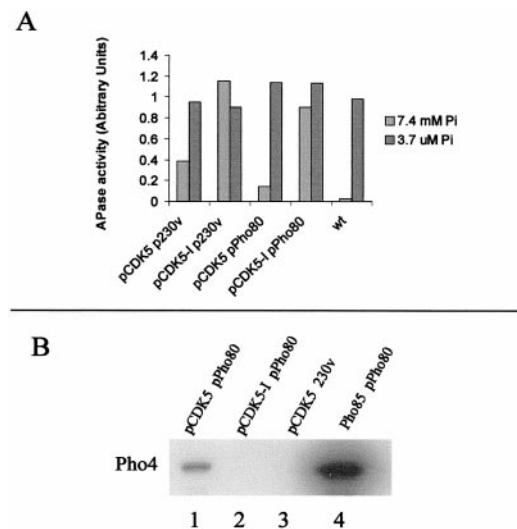 A
APase activity (Abitrary Units)
1.4
1.2
1
0.8
0.6
0.4
0.2
0
pCDK5 p230v
pCDK5-I p230v
pCDK5 pPho80
pCDK5-I pPho80
wt
7.4 mM Pi
3.7 uM Pi
B
pCDK5 pPho80
pCDK5-I pPho80
pCDK5 230v
Pho85 pPho80
Pho4
1 2 3 4